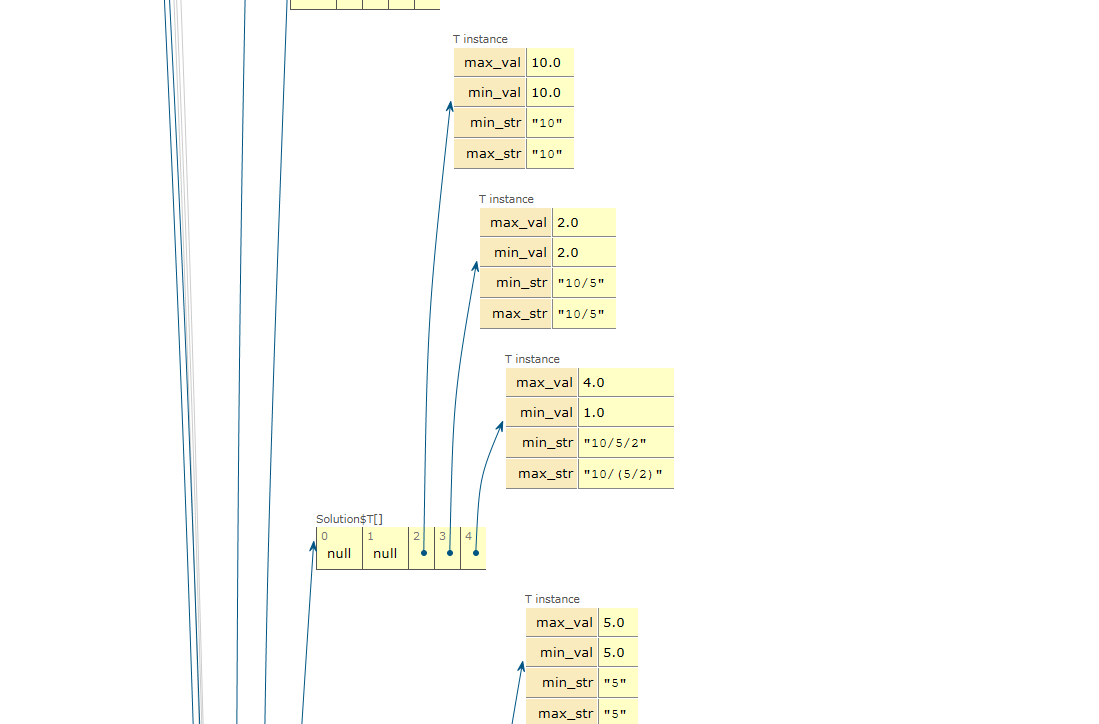 T instance
max_val 10.0
min_val 10.0
min_str "10"
max_str "10"
T instance
max_val 2.0
min_val 2.0
min_str "10/5"
max_str "10/5"
T instance
max_val 4.0
min_val 1.0
min_str "10/5/2"
max_str "10/(5/2)"
Solution$T[]
0 1 2 3 4
null null
T instance
max_val 5.0
min_val 5.0
min_str "5"
max_str "5"